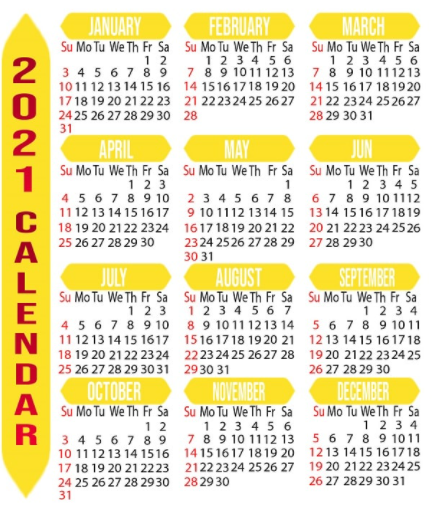 2021 CALENDAR
JANUARY
Su Mo Tu We Th Fr Sa
1 2
3 4 5 6 7 8 9
10 11 12 13 14 15 16
17 18 19 20 21 22 23
24 25 26 27 28 29 30
31
FEBRUARY
Su Mo Tu We Th Fr Sa
1 2 3 4 5 6
7 8 9 10 11 12 13
14 15 16 17 18 19 20
21 22 23 24 25 26 27
28
MARCH
Su Mo Tu We Th Fr Sa
1 2 3 4 5 6
7 8 9 10 11 12 13
14 15 16 17 18 19 20
21 22 23 24 25 26 27
28 29 30 31
APRIL
Su Mo Tu We Th Fr Sa
1 2 3
4 5 6 7 8 9 10
11 12 13 14 15 16 17
18 19 20 21 22 23 24
25 26 27 28 29 30
MAY
Su Mo Tu We Th Fr Sa
1
2 3 4 5 6 7 8
9 10 11 12 13 14 15
16 17 18 19 20 21 22
23 24 25 26 27 28 29
30 31
JUN
Su Mo Tu We Th Fr Sa
1 2 3 4 5
6 7 8 9 10 11 12
13 14 15 16 17 18 19
20 21 22 23 24 25 26
27 28 29 30
JULY
Su Mo Tu We Th Fr Sa
1 2 3
4 5 6 7 8 9 10
11 12 13 14 15 16 17
18 19 20 21 22 23 24
25 26 27 28 29 30 31
AUGUST
Su Mo Tu We Th Fr Sa
1 2 3 4 5 6 7
8 9 10 11 12 13 14
15 16 17 18 19 20 21
22 23 24 25 26 27 28
29 30 31
SEPTEMBER
Su Mo Tu We Th Fr Sa
1 2 3 4
5 6 7 8 9 10 11
12 13 14 15 16 17 18
19 20 21 22 23 24 25
26 27 28 29 30
OCTOBER
Su Mo Tu We Th Fr Sa
1 2
3 4 5 6 7 8 9
10 11 12 13 14 15 16
17 18 19 20 21 22 23
24 25 26 27 28 29 30
31
NOVEMBER
Su Mo Tu We Th Fr Sa
1 2 3 4 5 6
7 8 9 10 11 12 13
14 15 16 17 18 19 20
21 22 23 24 25 26 27
28 29 30
DECEMBER
Su Mo Tu We Th Fr Sa
1 2 3 4
5 6 7 8 9 10 11
12 13 14 15 16 17 18
19 20 21 22 23 24 25
26 27 28 29 30 31